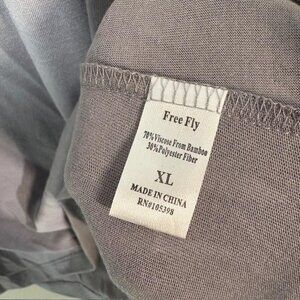 Free Fly
70% Viscose From Bamboo
30% Polyester Fiber
XL
MADE IN CHINA
RN#105398